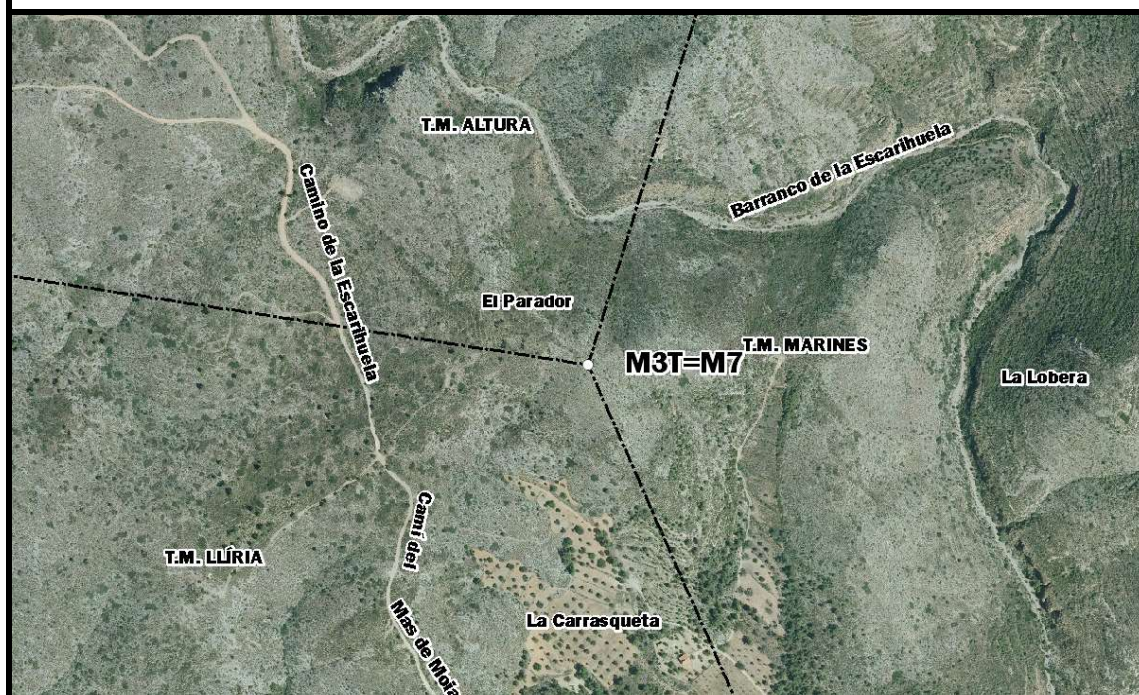 T.M. ALTURA
Barranco de la Escarihuela
Camino de la Escarihuela
El Parador
M3T=M7
T.M. MARINES
La Lobera
Camí del
T.M. LLÍRIA
La Carrasqueta
Mas de Moia